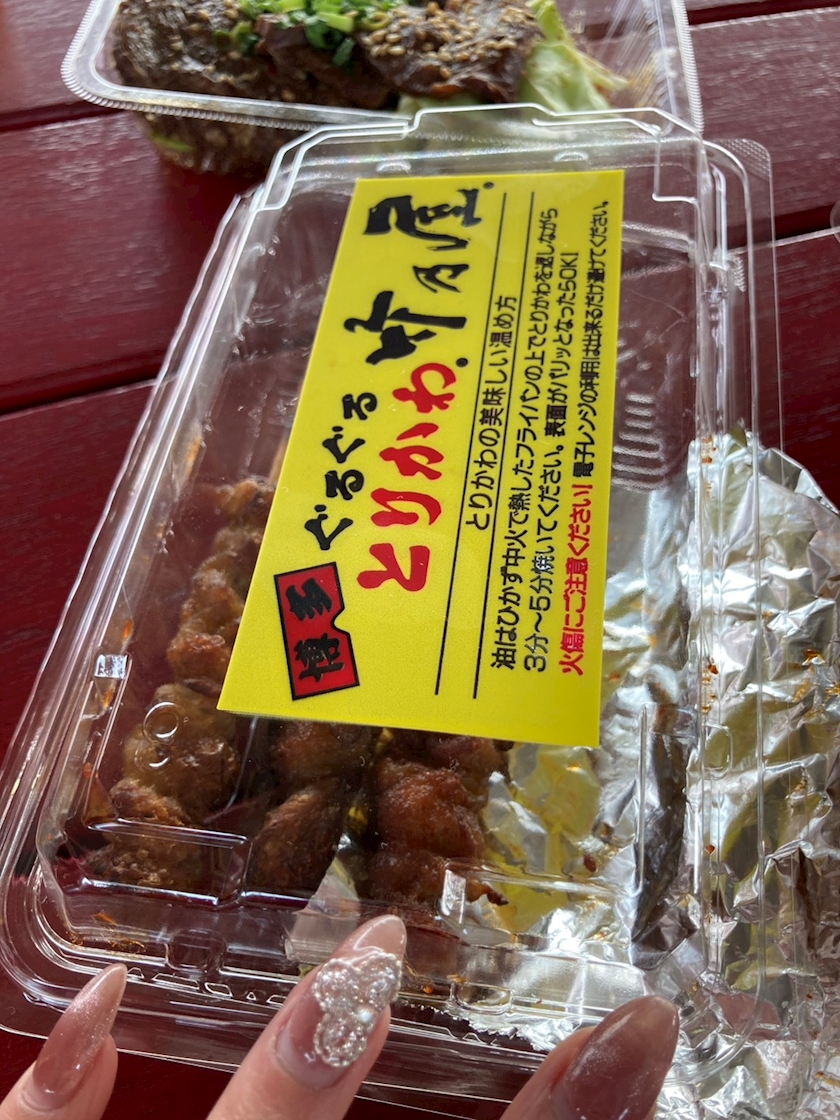 博多
ぐるぐる
とりかわ
竹乃屋
とりかわの美味しい温め方
油はひかず中火で熱したフライパンの上でとりかわを返しながら
3分～5分焼いてください。表面がパリッとなったらOK!
火傷にご注意ください!電子レンジの利用は出来るだけ避けてください。